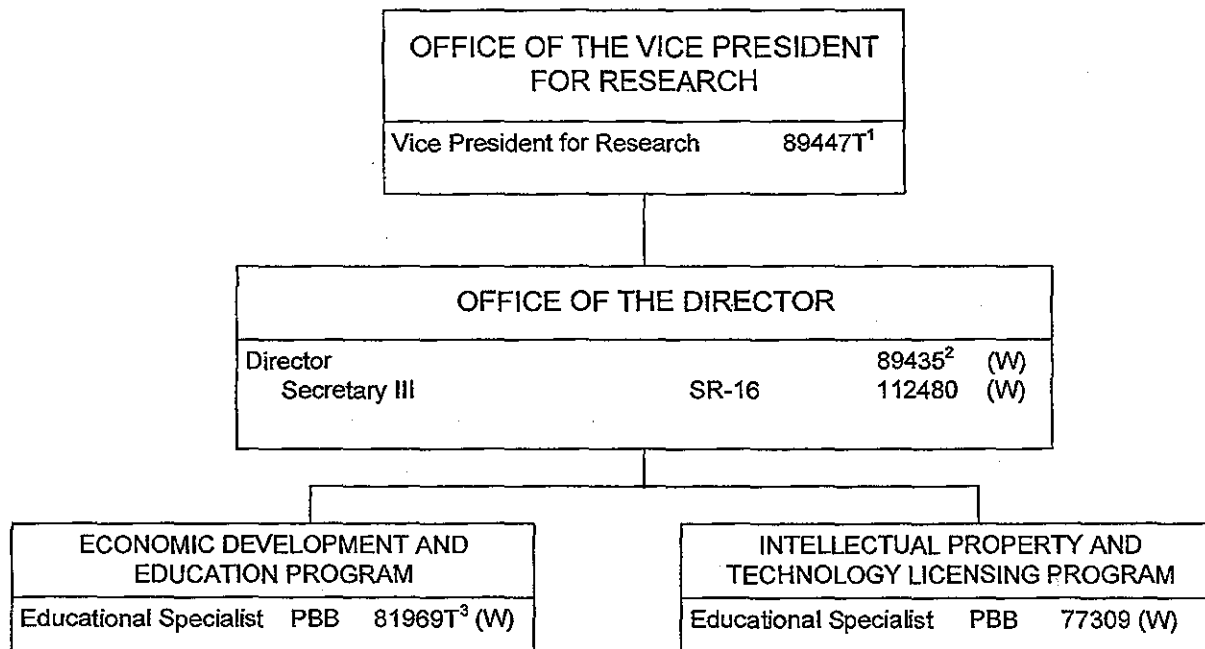 OFFICE OF THE VICE PRESIDENT
FOR RESEARCH
Vice President for Research 89447T¹
OFFICE OF THE DIRECTOR
Director 89435² (W)
Secretary III SR-16 112480 (W)
ECONOMIC DEVELOPMENT AND
EDUCATION PROGRAM
Educational Specialist PBB 81969T³ (W)
INTELLECTUAL PROPERTY AND
TECHNOLOGY LICENSING PROGRAM
Educational Specialist PBB 77309 (W)